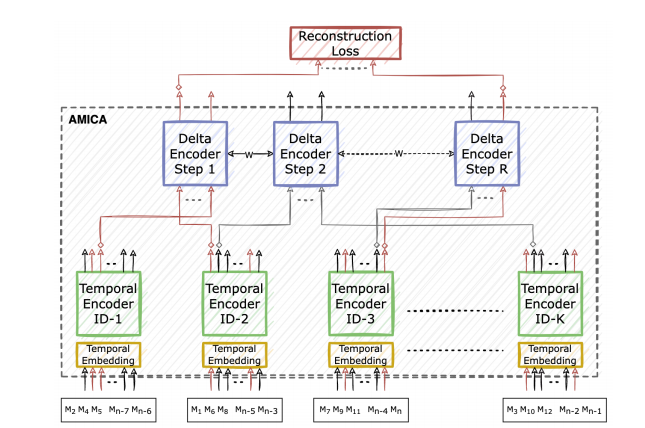 Reconstruction
Loss
AMICA
Delta
Encoder
Step 1
W
Delta
Encoder
Step 2
W
Delta
Encoder
Step R
Temporal
Encoder
ID-1
Temporal
Encoder
ID-2
Temporal
Encoder
ID-3
Temporal
Encoder
ID-K
Temporal
Embedding
Temporal
Embedding
Temporal
Embedding
Temporal
Embedding
M₂ M₄ M₅ Mₙ₋₇ Mₙ₋₆
M₁ M₆ M₈ Mₙ₋₅ Mₙ₋₃
M₇ M₉ M₁₁ Mₙ₋₄ Mₙ
M₃ M₁₀ M₁₂ Mₙ₋₂ Mₙ₋₁